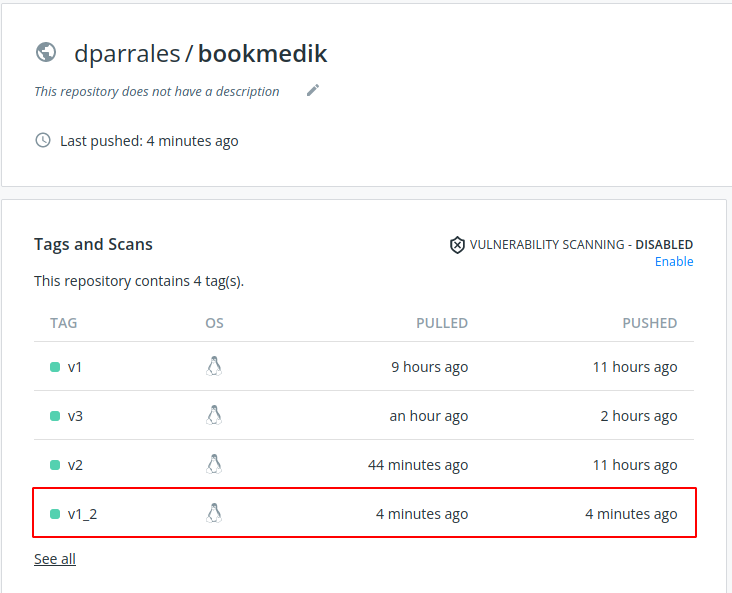 dparrales / bookmedik
This repository does not have a description
Last pushed: 4 minutes ago
Tags and Scans
VULNERABILITY SCANNING - DISABLED
Enable
This repository contains 4 tag(s).
TAG OS PULLED PUSHED
v1 9 hours ago 11 hours ago
v3 an hour ago 2 hours ago
v2 44 minutes ago 11 hours ago
v1_2 4 minutes ago 4 minutes ago
See all